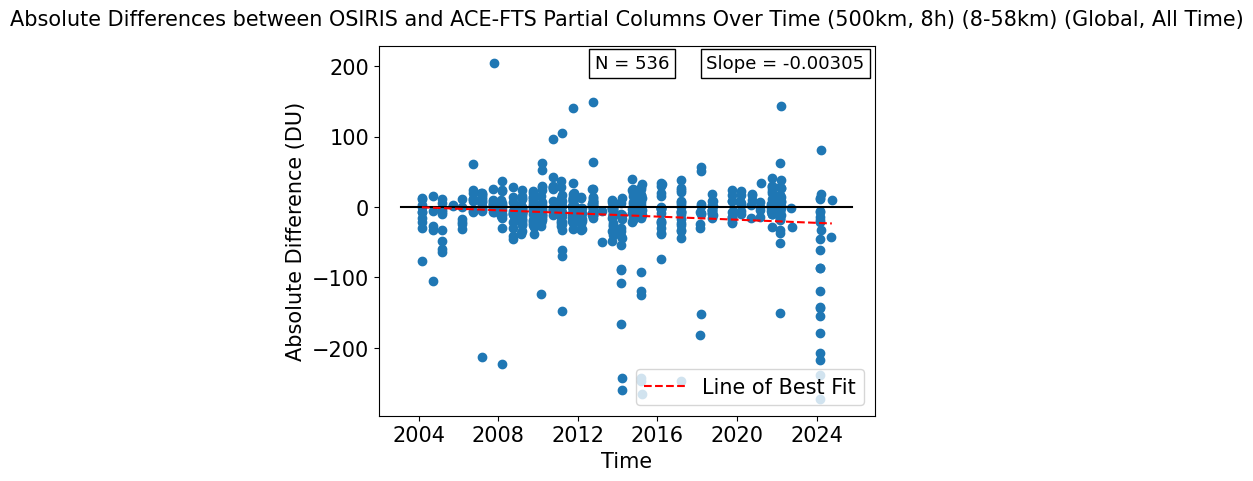 Absolute Differences between OSIRIS and ACE-FTS Partial Columns Over Time (500km, 8h) (8-58km) (Global, All Time)
N = 536
Slope = -0.00305
Absolute Difference (DU)
200
100
0
−100
−200
Line of Best Fit
2004 2008 2012 2016 2020 2024
Time